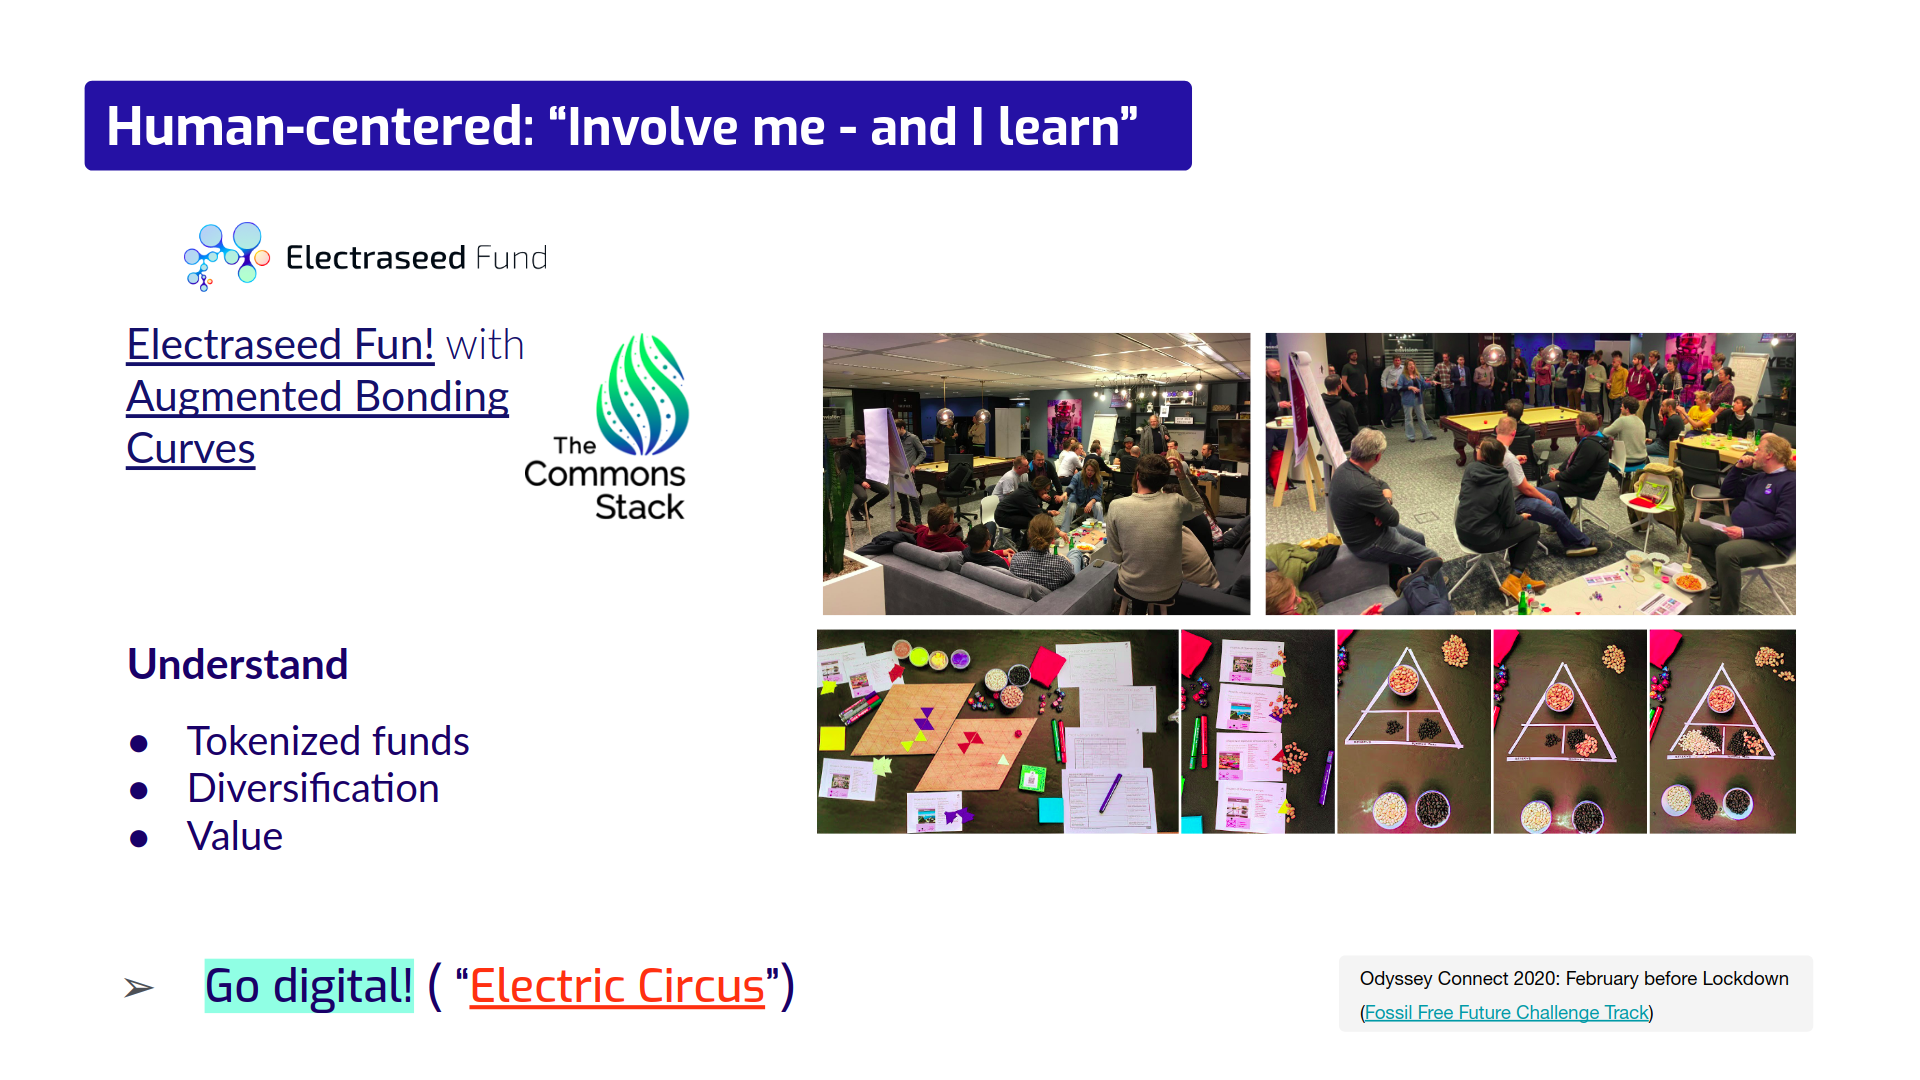 Human-centered: “Involve me - and I learn”
Electraseed Fund
Electraseed Fun! with
Augmented Bonding
Curves
The
Commons
Stack
Understand
● Tokenized funds
● Diversification
● Value
➢ Go digital! ( “Electric Circus”)
Odyssey Connect 2020: February before Lockdown
(Fossil Free Future Challenge Track)